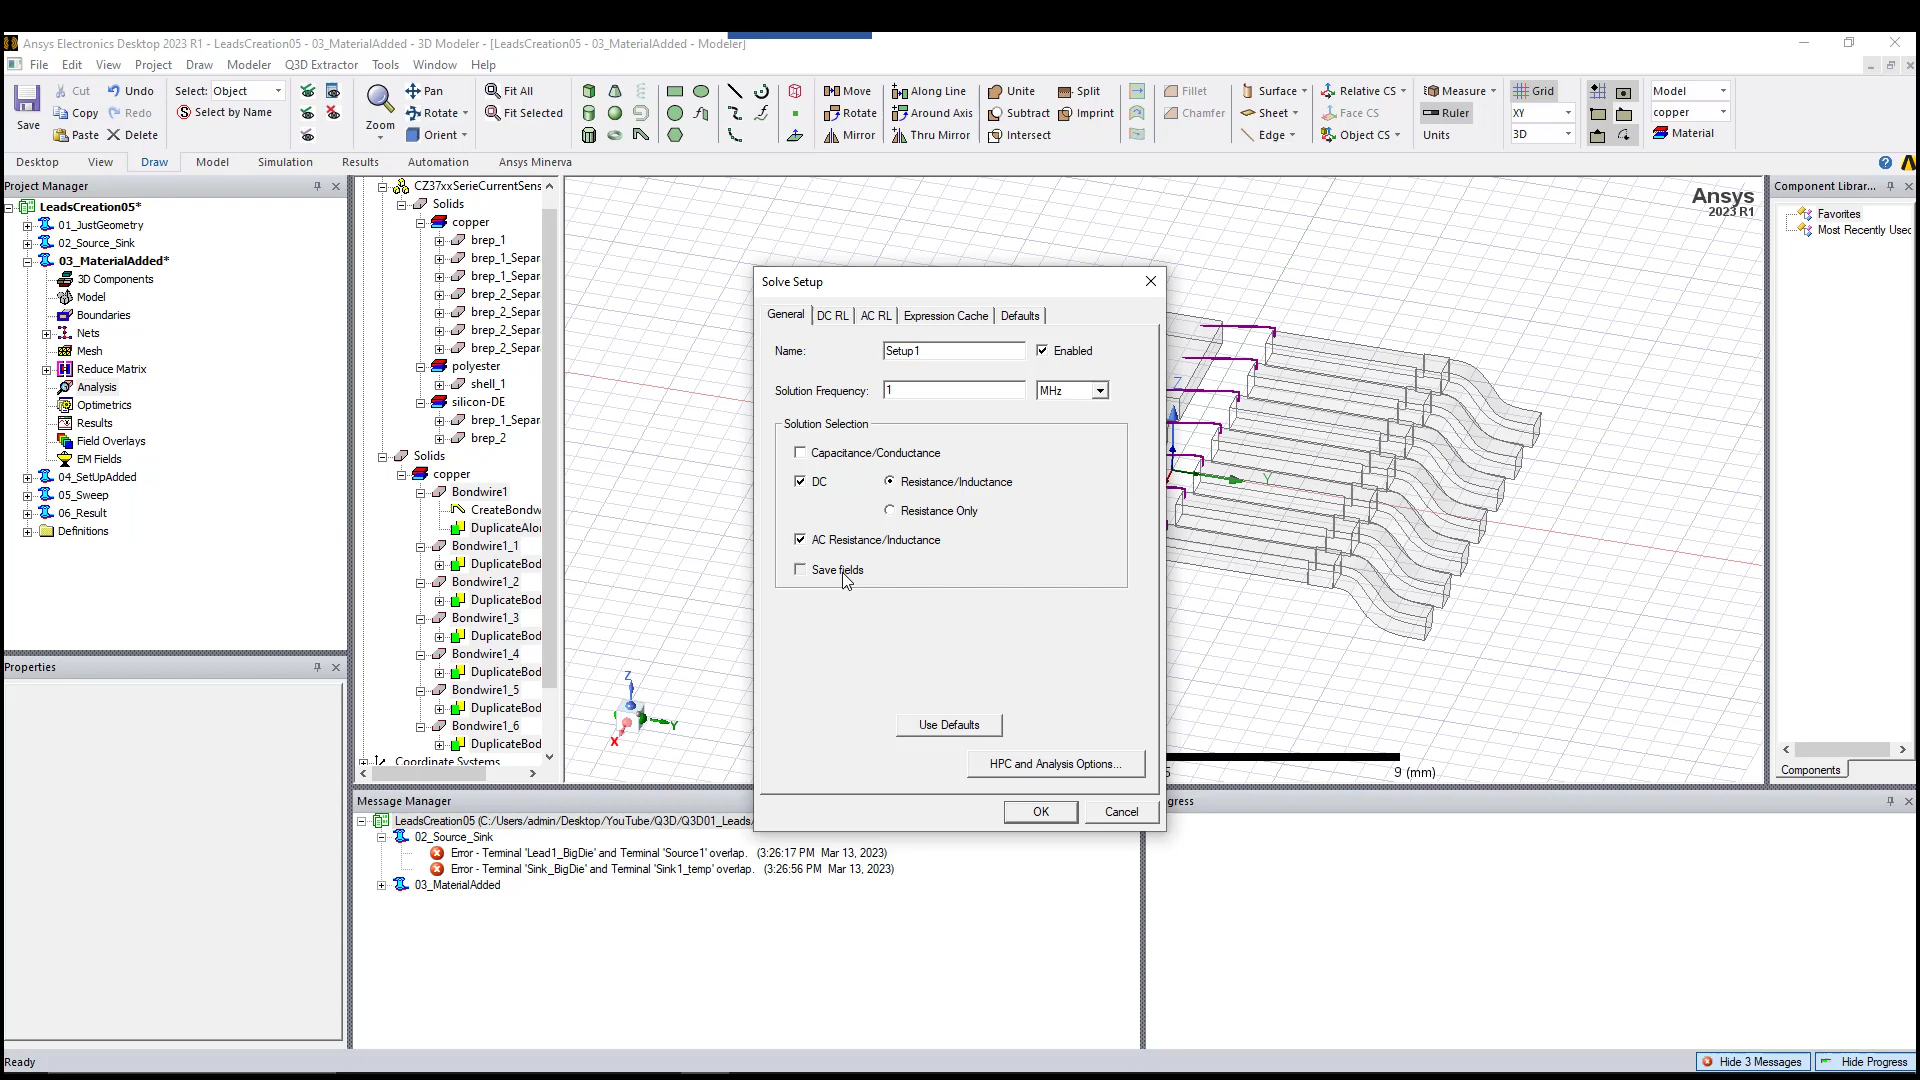 Ansys Electronics Desktop 2023 R1 - LeadsCreation05 - 03_MaterialAdded - 3D Modeler - [LeadsCreation05 - 03_MaterialAdded - Modeler]
File Edit View Project Draw Modeler Q3D Extractor Tools Window Help
Save
Cut Undo
Copy Redo
Paste Delete
Select: Object
Select by Name
Zoom
Pan
Rotate
Orient
Fit All
Fit Selected
Move Along Line Unite Split
Rotate Around Axis Subtract Imprint
Mirror Thru Mirror Intersect
Fillet
Chamfer
Surface
Sheet
Edge
Relative CS
Face CS
Object CS
Measure
Ruler
Units
Grid
XY
3D
Model
copper
Material
Desktop View Draw Model Simulation Results Automation Ansys Minerva
Project Manager
LeadsCreation05*
01_JustGeometry
02_Source_Sink
03_MaterialAdded*
3D Components
Model
Boundaries
Nets
Mesh
Reduce Matrix
Analysis
Optimetrics
Results
Field Overlays
EM Fields
04_SetUpAdded
05_Sweep
06_Result
Definitions
Properties
CZ37xxSerieCurrentSens
Solids
copper
brep_1
brep_1_Separ
brep_1_Separ
brep_2_Separ
brep_2_Separ
brep_2_Separ
brep_2_Separ
polyester
shell_1
silicon-DE
brep_1_Separ
brep_2
Solids
copper
Bondwire1
CreateBondw
DuplicateAlon
Bondwire1_1
DuplicateBod
Bondwire1_2
DuplicateBod
Bondwire1_3
DuplicateBod
Bondwire1_4
DuplicateBod
Bondwire1_5
DuplicateBod
Bondwire1_6
DuplicateBod
Coordinate Systems
Ansys
2023 R1
Z
Y
X
Z
Y
5
9 (mm)
Solve Setup
General DC RL AC RL Expression Cache Defaults
Name: Setup1 Enabled
Solution Frequency: 1 MHz
Solution Selection
Capacitance/Conductance
DC Resistance/Inductance
Resistance Only
AC Resistance/Inductance
Save fields
Use Defaults
HPC and Analysis Options...
OK Cancel
Component Librar...
Favorites
Most Recently Used
Components
Message Manager
LeadsCreation05 (C:/Users/admin/Desktop/YouTube/Q3D/Q3D01_Leads/
02_Source_Sink
Error - Terminal 'Lead1_BigDie' and Terminal 'Source1' overlap. (3:26:17 PM Mar 13, 2023)
Error - Terminal 'Sink_BigDie' and Terminal 'Sink1_temp' overlap. (3:26:56 PM Mar 13, 2023)
03_MaterialAdded
gress
Ready
Hide 3 Messages Hide Progress